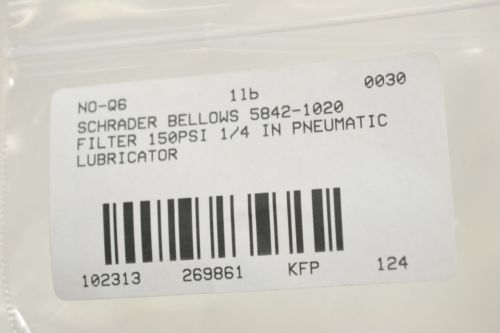 NO-Q6 1lb 0030
SCHRADER BELLOWS 5842-1020
FILTER 150PSI 1/4 IN PNEUMATIC
LUBRICATOR
102313 269861 KFP 124